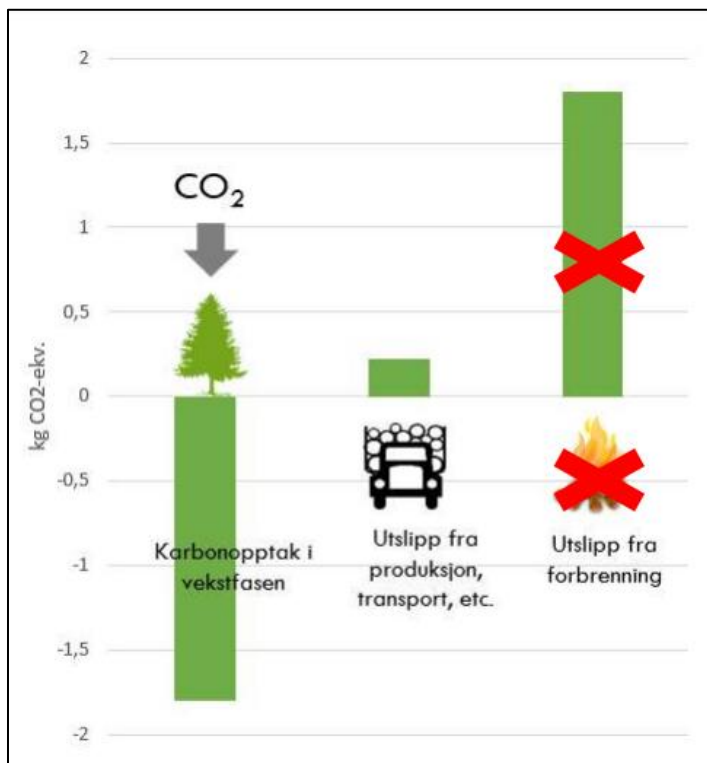 2
1,5
1
0,5
0
-0,5
-1
-1,5
-2
kg CO2-ekv.
CO₂
Karbonopptak i
vekstfasen
Utslipp fra
produksjon,
transport, etc.
Utslipp fra
forbrenning